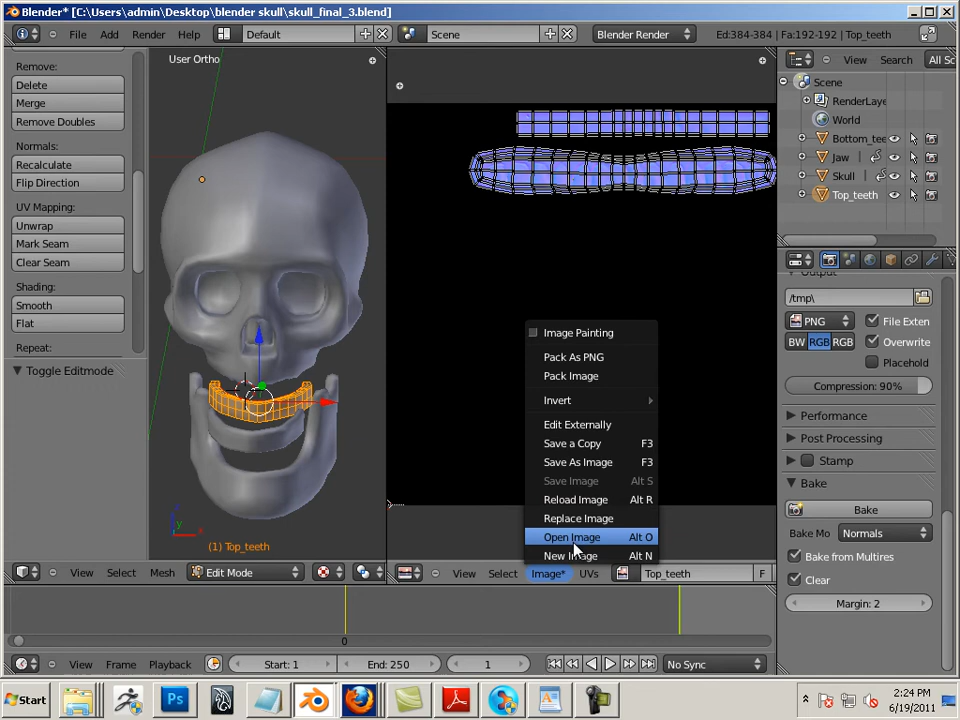 Blender* [C:\Users\admin\Desktop\blender skull\skull_final_3.blend]
File Add Render Help Default Scene Blender Render Ed:384-384 | Fa:192-192 | Top_teeth
Remove:
Delete
Merge
Remove Doubles
Normals:
Recalculate
Flip Direction
UV Mapping:
Unwrap
Mark Seam
Clear Seam
Shading:
Smooth
Flat
Repeat:
Toggle Editmode
User Ortho
(1) Top_teeth
View Select Mesh Edit Mode
Image Painting
Pack As PNG
Pack Image
Invert
Edit Externally
Save a Copy F3
Save As Image F3
Save Image Alt S
Reload Image Alt R
Replace Image
Open Image Alt O
New Image Alt N
View Select Image* UVs Top_teeth F
View Search All Sc
Scene
RenderLaye
World
Bottom_tee
Jaw
Skull
Top_teeth
Output
/tmp\
PNG File Exten
BW RGB RGB Overwrite
Placehold
Compression: 90%
Performance
Post Processing
Stamp
Bake
Bake
Bake Mo Normals
Bake from Multires
Clear
Margin: 2
0
View Frame Playback Start: 1 End: 250 1 No Sync
Start Ps 2:24 PM
6/19/2011